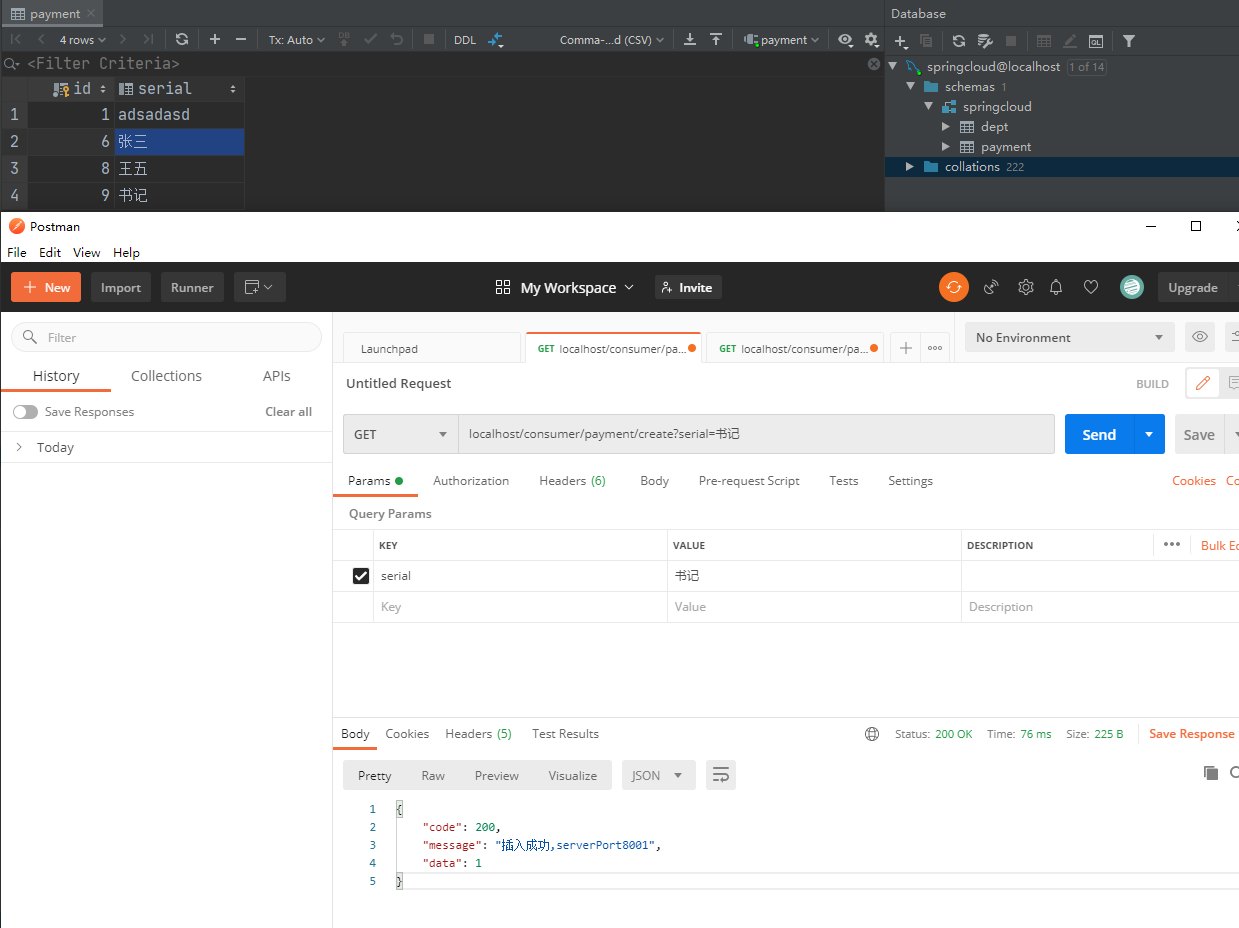 payment
Database
4 rows
Tx: Auto
DB
DDL
Comma-...d (CSV)
payment
<Filter Criteria>
springcloud@localhost 1 of 14
id serial
schemas 1
1 1 adsadasd
springcloud
2 6 张三
dept
3 8 王五
payment
4 9 书记
collations 222
Postman
File Edit View Help
New Import Runner My Workspace Invite Upgrade
Filter
Launchpad GET localhost/consumer/pa... GET localhost/consumer/pa... No Environment
History Collections APIs
Untitled Request BUILD
Save Responses Clear all
GET localhost/consumer/payment/create?serial=书记 Send Save
Today
Params Authorization Headers (6) Body Pre-request Script Tests Settings Cookies Co
Query Params
KEY VALUE DESCRIPTION Bulk Ed
serial 书记
Key Value Description
Body Cookies Headers (5) Test Results Status: 200 OK Time: 76 ms Size: 225 B Save Response
Pretty Raw Preview Visualize JSON
1 {
2 "code": 200,
3 "message": "插入成功,serverPort8001",
4 "data": 1
5 }